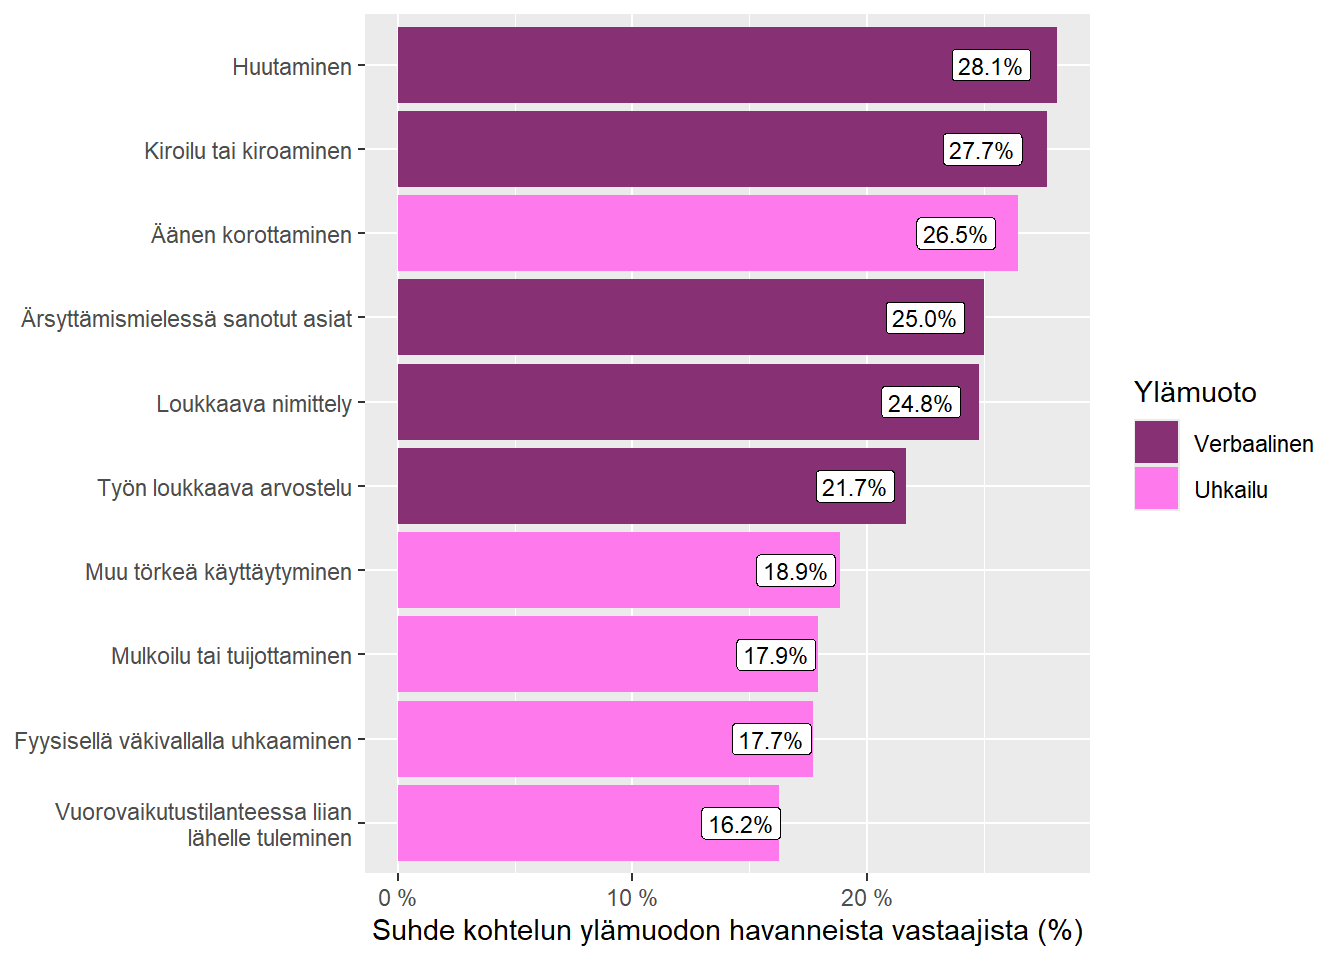 Huutaminen
28.1%
Kiroilu tai kiroaminen
27.7%
Äänen korottaminen
26.5%
Ärsyttämismielessä sanotut asiat
25.0%
Loukkaava nimittely
24.8%
Työn loukkaava arvostelu
21.7%
Muu törkeä käyttäytyminen
18.9%
Mulkoilu tai tuijottaminen
17.9%
Fyysisellä väkivallalla uhkaaminen
17.7%
Vuorovaikutustilanteessa liian
lähelle tuleminen
16.2%
0 %
10 %
20 %
Suhde kohtelun ylämuodon havanneista vastaajista (%)
Ylämuoto
Verbaalinen
Uhkailu